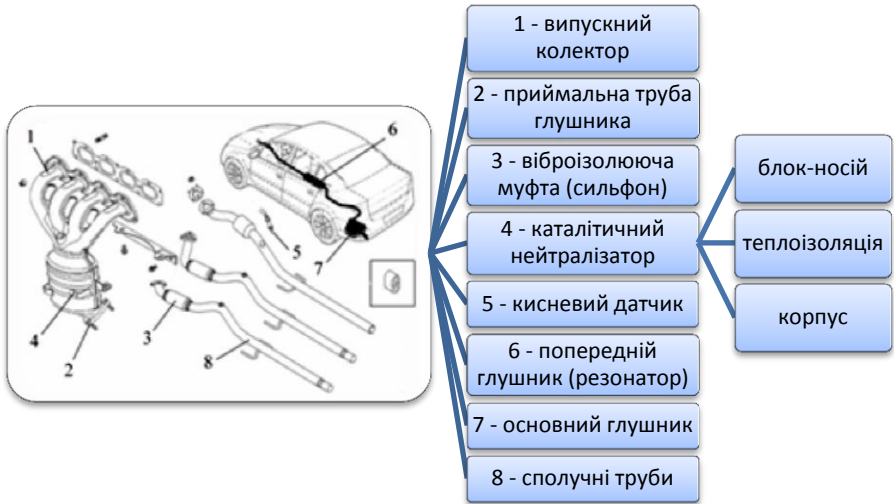 1
6
5
7
4
3
2
8
1 - випускний
колектор
2 - приймальна труба
глушника
3 - віброізолююча
муфта (сильфон)
4 - каталітичний
нейтралізатор
5 - кисневий датчик
6 - попередній
глушник (резонатор)
7 - основний глушник
8 - сполучні труби
блок-носій
теплоізоляція
корпус